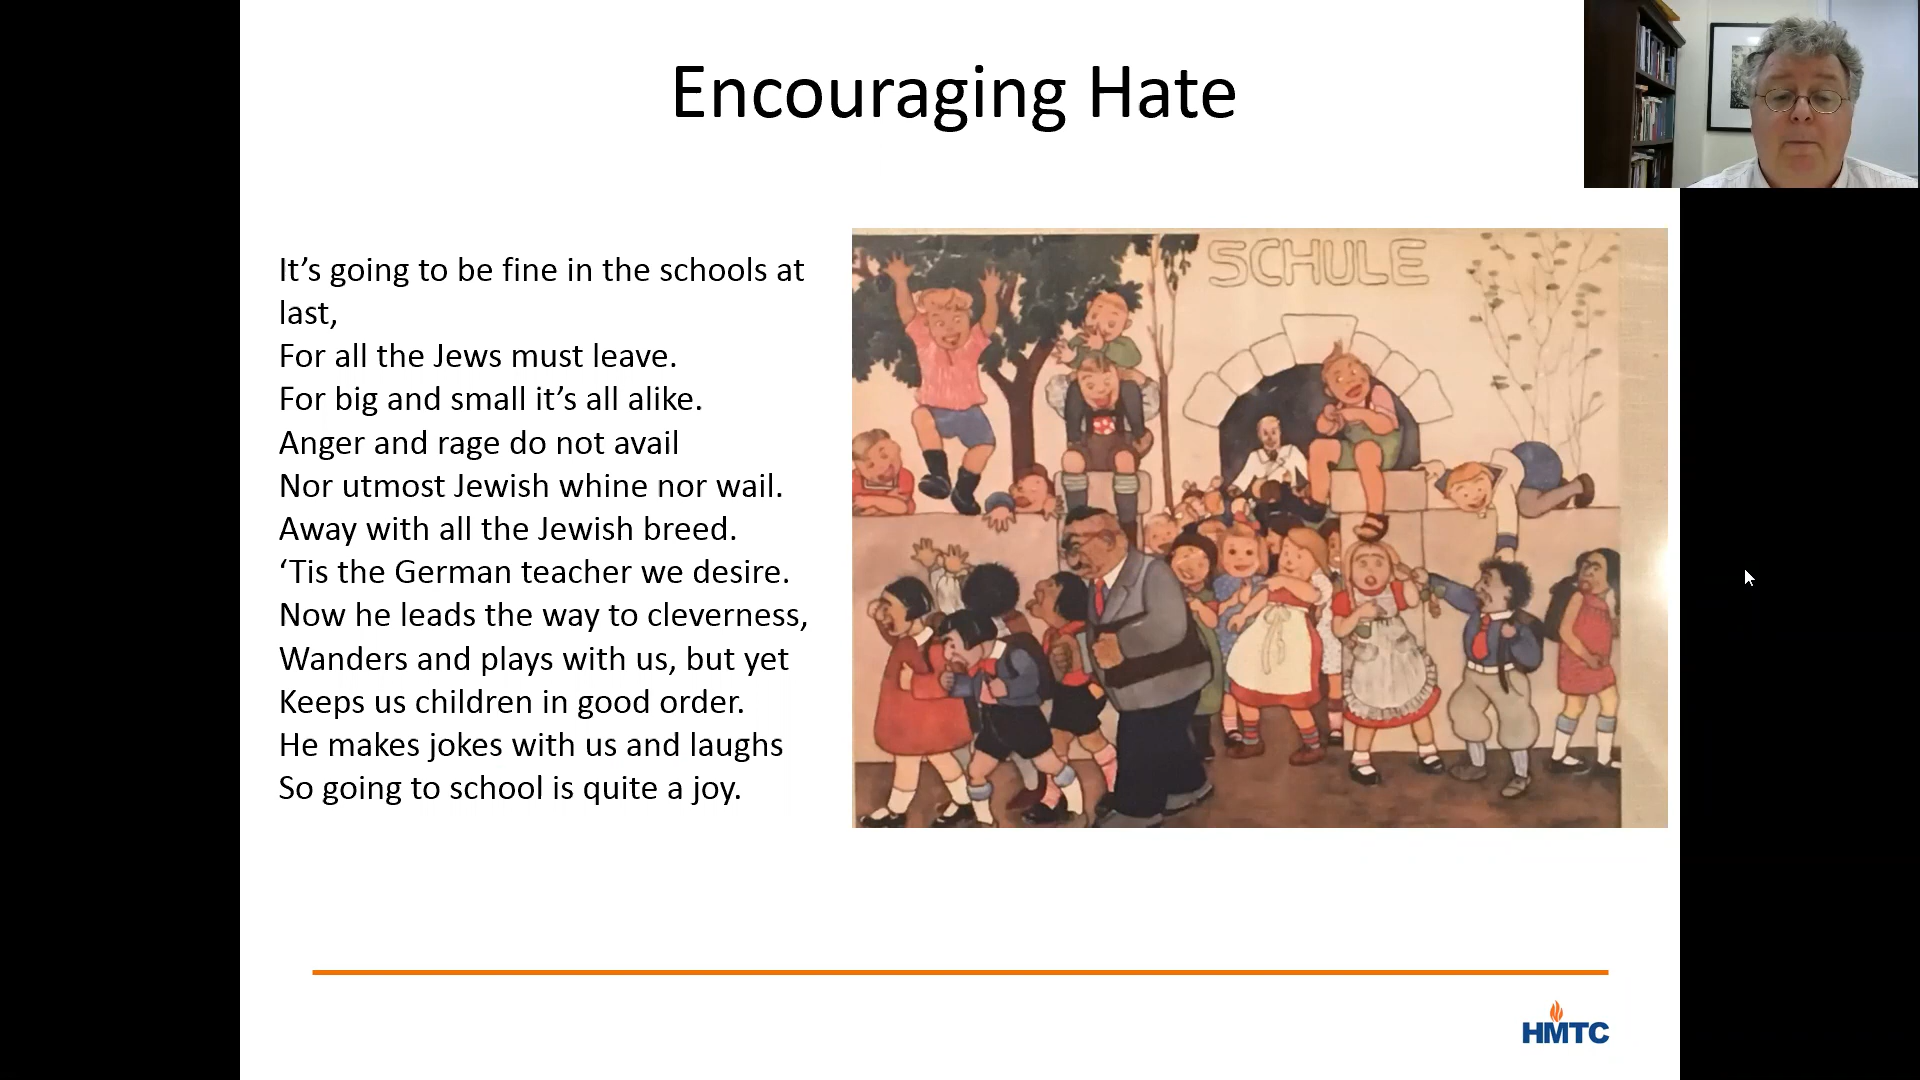 Encouraging Hate
It’s going to be fine in the schools at
last,
For all the Jews must leave.
For big and small it’s all alike.
Anger and rage do not avail
Nor utmost Jewish whine nor wail.
Away with all the Jewish breed.
‘Tis the German teacher we desire.
Now he leads the way to cleverness,
Wanders and plays with us, but yet
Keeps us children in good order.
He makes jokes with us and laughs
So going to school is quite a joy.
SCHULE
HMTC